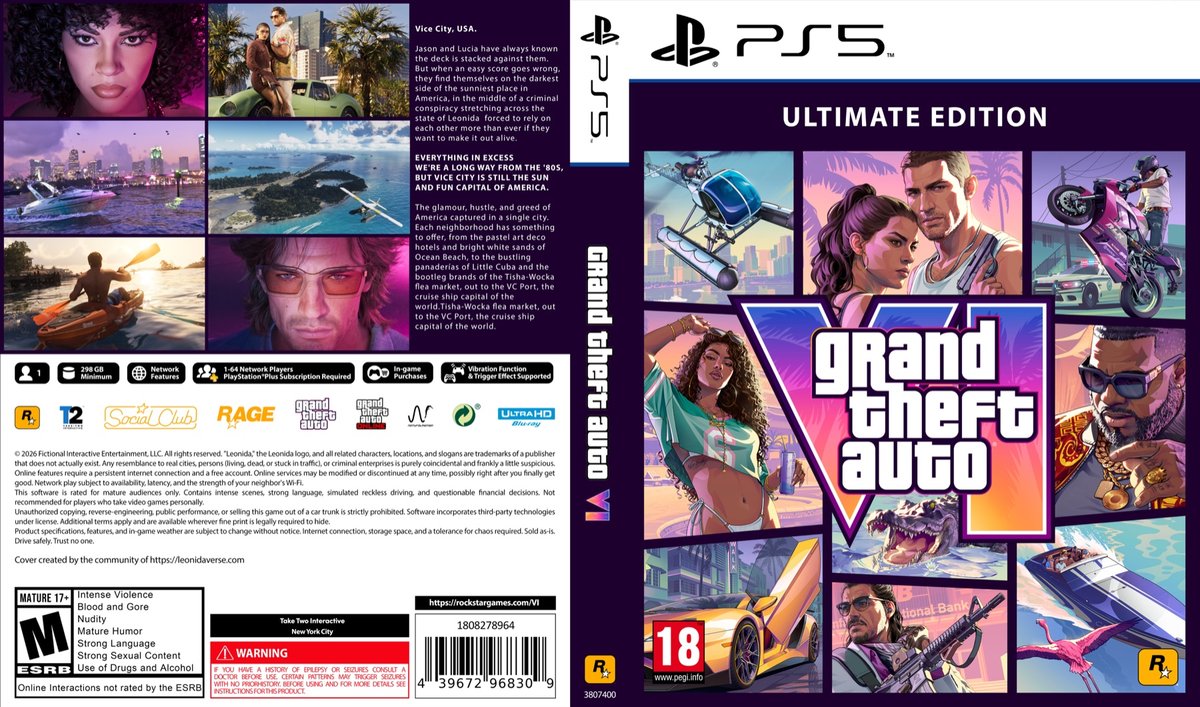 Vice City, USA.
Jason and Lucia have always known
the deck is stacked against them.
But when an easy score goes wrong,
they find themselves on the darkest
side of the sunniest place in
America, in the middle of a criminal
conspiracy stretching across the
state of Leonida forced to rely on
each other more than ever if they
want to make it out alive.
EVERYTHING IN EXCESS
WE'RE A LONG WAY FROM THE '80S,
BUT VICE CITY IS STILL THE SUN
AND FUN CAPITAL OF AMERICA.
The glamour, hustle, and greed of
America captured in a single city.
Each neighborhood has something
to offer, from the pastel art deco
hotels and bright white sands of
Ocean Beach, to the bustling
panaderías of Little Cuba and the
bootleg brands of the Tisha-Wocka
flea market, out to the VC Port, the
cruise ship capital of the
world.Tisha-Wocka flea market, out
to the VC Port, the cruise ship
capital of the world.
1
298 GB
Minimum
Network
Features
1-64 Network Players
PlayStation®Plus Subscription Required
In-game
Purchases
Vibration Function
& Trigger Effect Supported
R
T2
Social Club
RAGE
grand theft auto
grand theft auto ONLINE
ULTRA HD
Blu-ray
© 2026 Fictional Interactive Entertainment, LLC. All rights reserved. "Leonida," the Leonida logo, and all related characters, locations, and slogans are trademarks of a publisher
that does not actually exist. Any resemblance to real cities, persons (living, dead, or stuck in traffic), or criminal enterprises is purely coincidental and frankly a little suspicious.
Online features require a persistent internet connection and a free account. Online services may be modified or discontinued at any time, possibly right after you finally get
good. Network play subject to availability, latency, and the strength of your neighbor's Wi-Fi.
This software is rated for mature audiences only. Contains intense scenes, strong language, simulated reckless driving, and questionable financial decisions. Not
recommended for players who take video games personally.
Unauthorized copying, reverse-engineering, public performance, or selling this game out of a car trunk is strictly prohibited. Software incorporates third-party technologies
under license. Additional terms apply and are available wherever fine print is legally required to hide.
Product specifications, features, and in-game weather are subject to change without notice. Internet connection, storage space, and a tolerance for chaos required. Sold as-is.
Drive safely. Trust no one.
Cover created by the community of https://leonidaverse.com
MATURE 17+
M
ESRB
Intense Violence
Blood and Gore
Nudity
Mature Humor
Strong Language
Strong Sexual Content
Use of Drugs and Alcohol
Online Interactions not rated by the ESRB
Take Two Interactive
New York City
WARNING
IF YOU HAVE A HISTORY OF EPILEPSY OR SEIZURES CONSULT A
DOCTOR BEFORE USE. CERTAIN PATTERNS MAY TRIGGER SEIZURES
WITH NO PRORHISTORY. BEFORE USING AND FOR MORE DETAILS SEE
INSTRUCTIONS FOR THIS PRODUCT.
https://rockstargames.com/VI
1808278964
4 39672 96830 9
PS5
grand theft auto VI
R
3807400
PS5™
ULTIMATE EDITION
VI
grand
theft
auto
National Bank
18
www.pegi.info
R